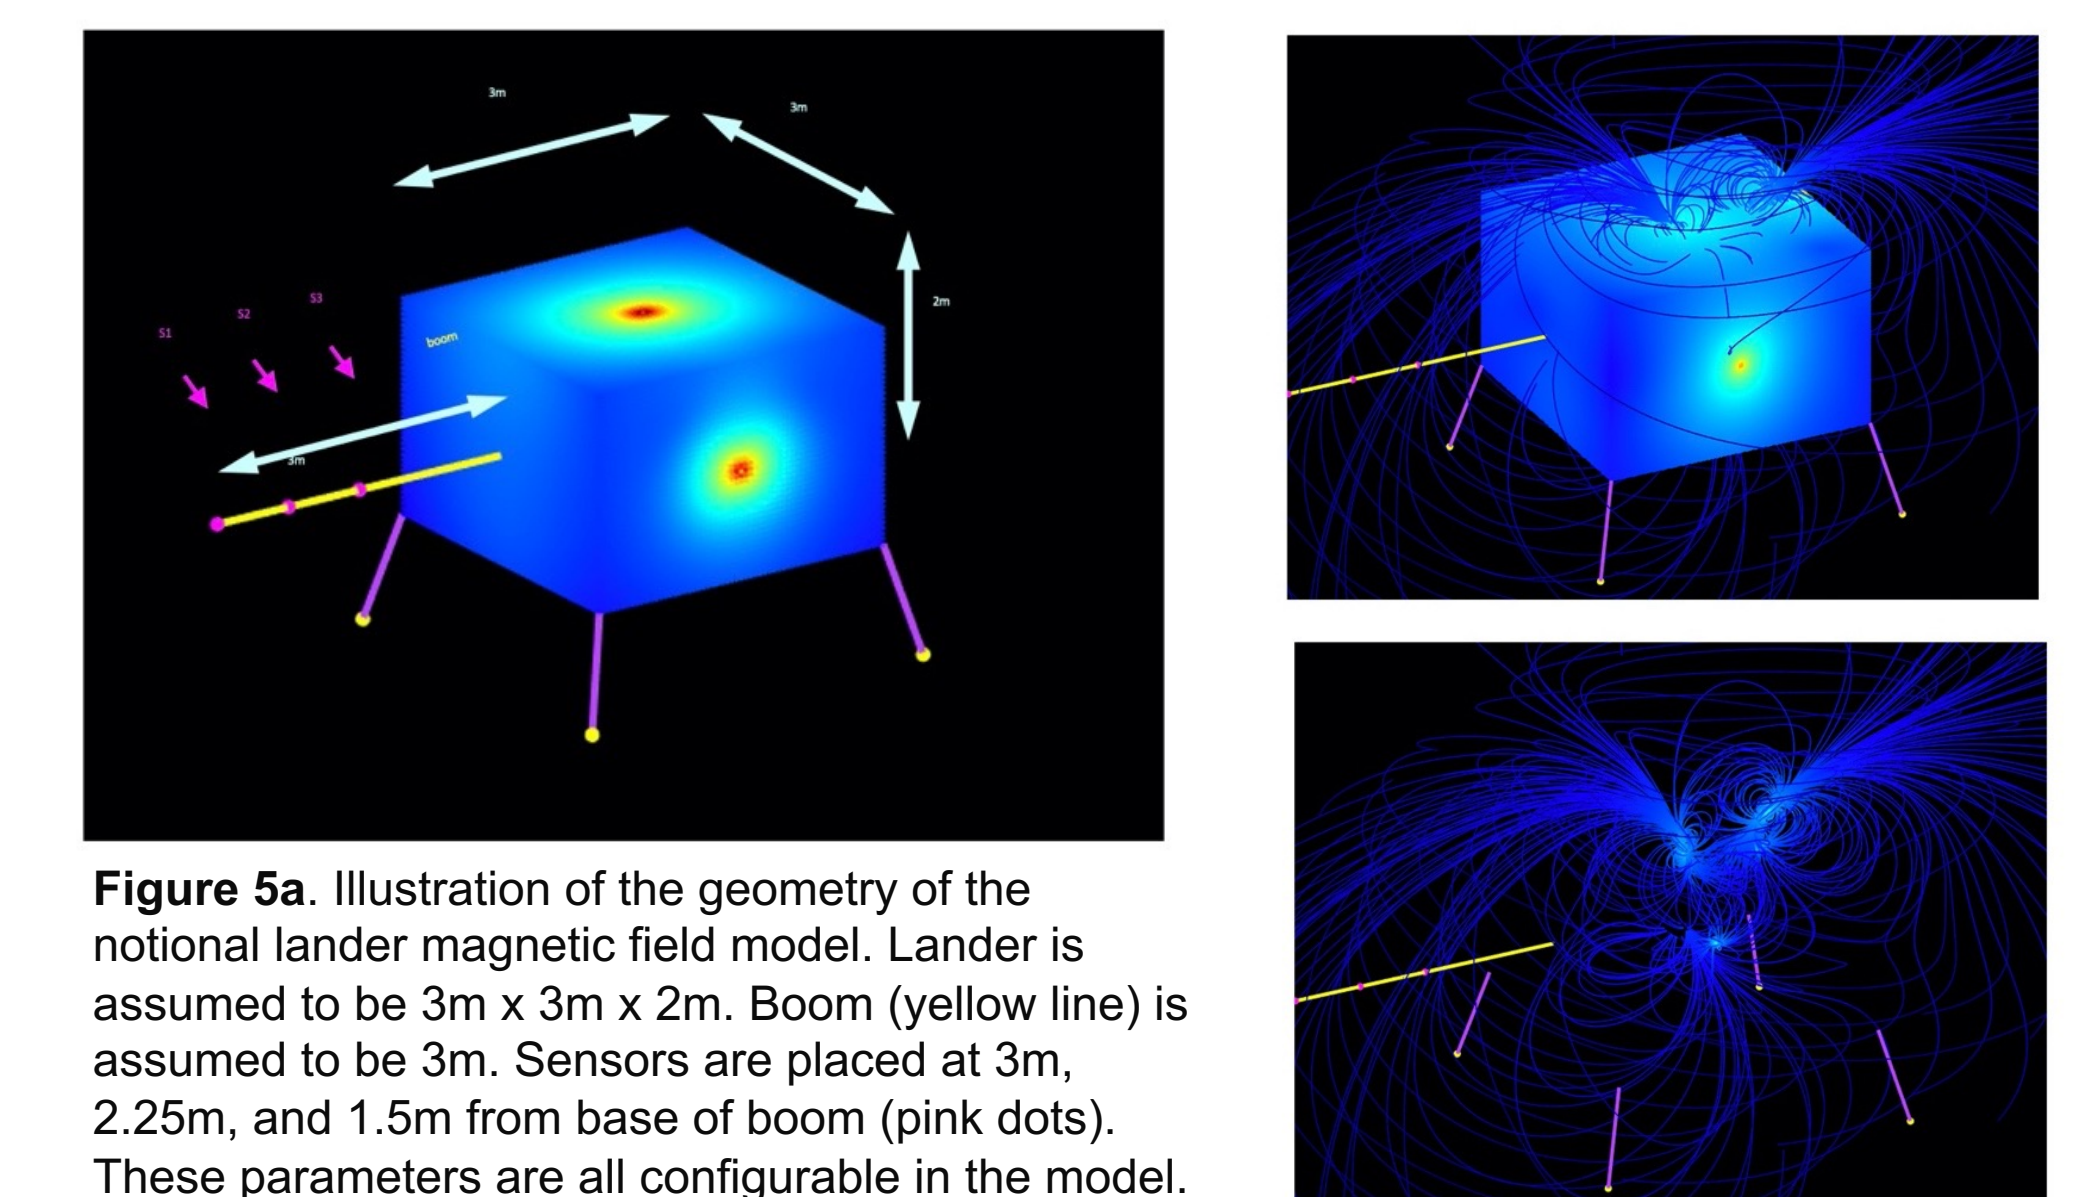 3m
3m
2m
S1
S2
S3
boom
3m
Figure 5a. Illustration of the geometry of the
notional lander magnetic field model. Lander is
assumed to be 3m x 3m x 2m. Boom (yellow line) is
assumed to be 3m. Sensors are placed at 3m,
2.25m, and 1.5m from base of boom (pink dots).
These parameters are all configurable in the model.